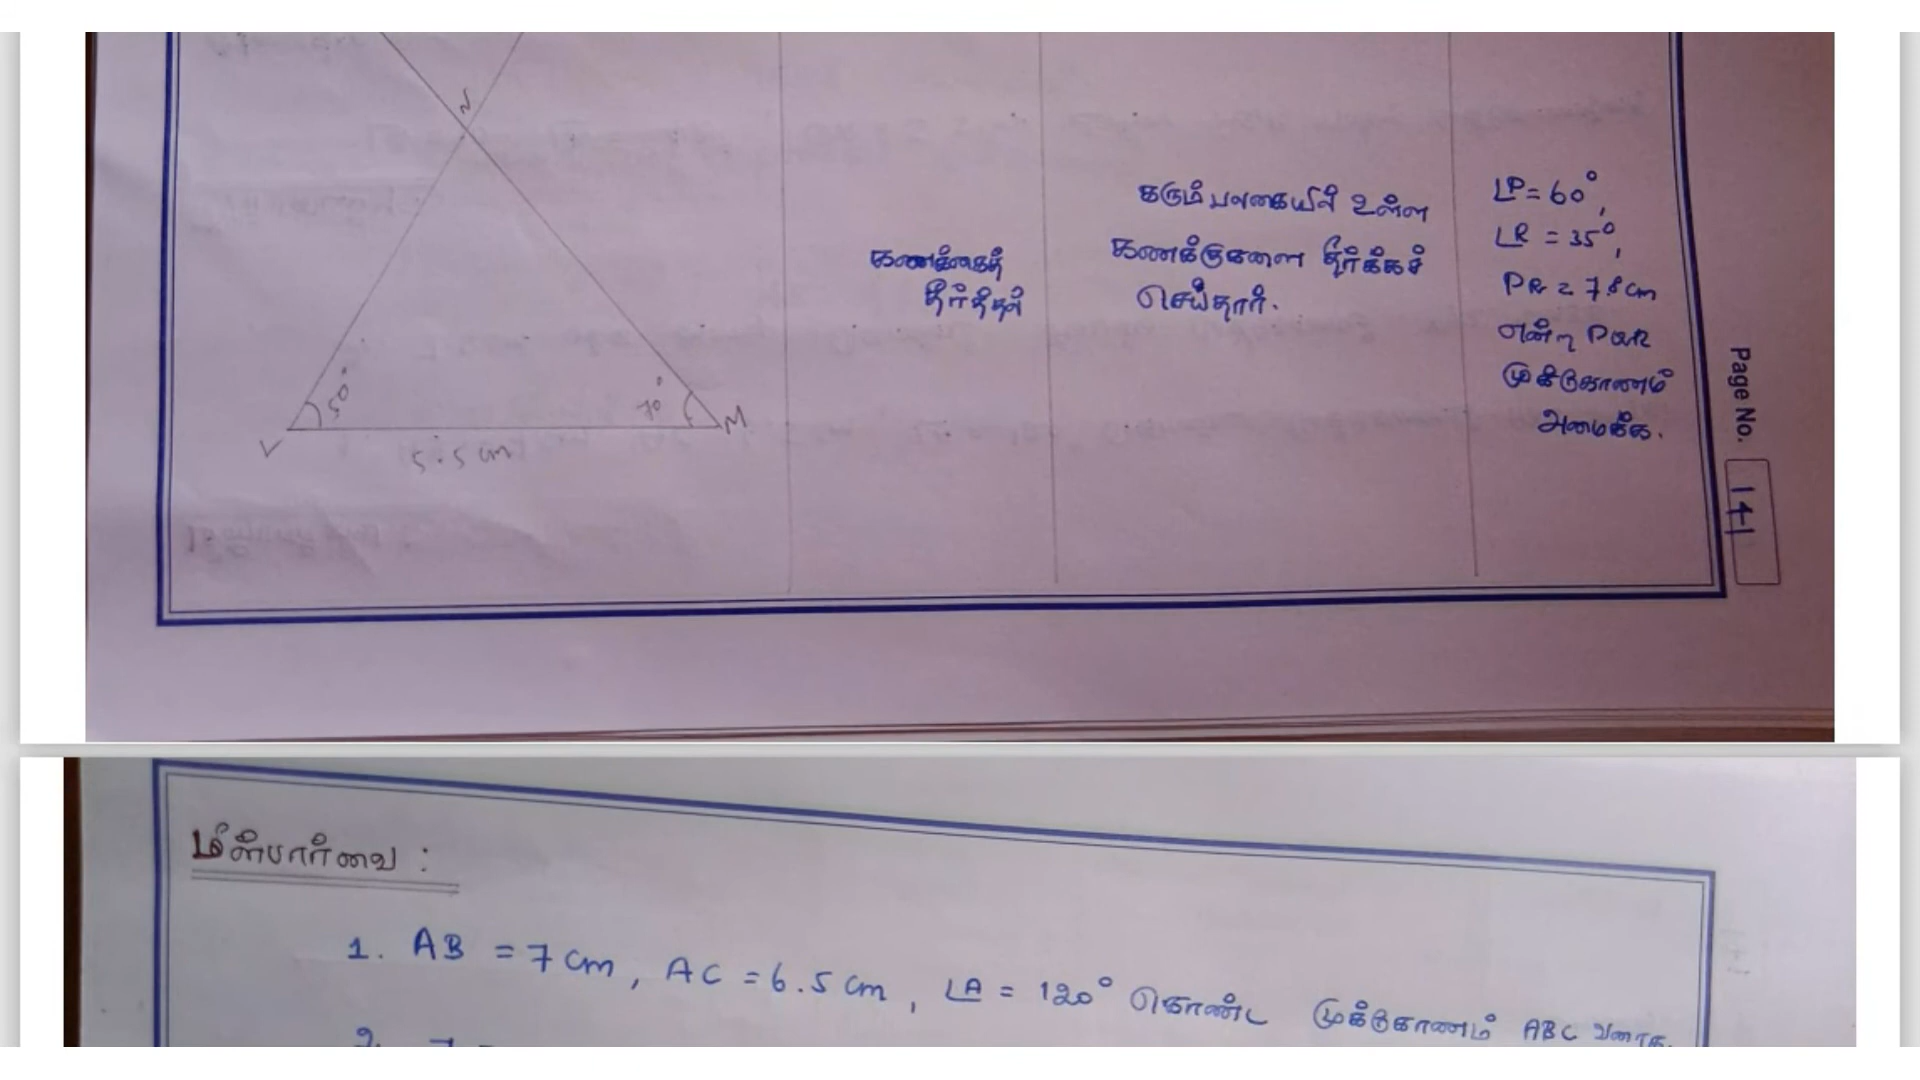 N
50°
70°
V
M
5.5 cm
கணக்கைத்
தீர்த்தல்
கரும்பலகையில் உள்ள
கணக்குகளை தீர்க்கச்
செய்தார்.
∠P = 60°,
∠R = 35°,
PR = 7.8 cm
என்ற PQR
முக்கோணம்
அமைக்க.
Page No. 141
மீள்பார்வை :
1. AB = 7 cm, AC = 6.5 cm, ∠A = 120° கொண்ட முக்கோணம் ABC வரைக.